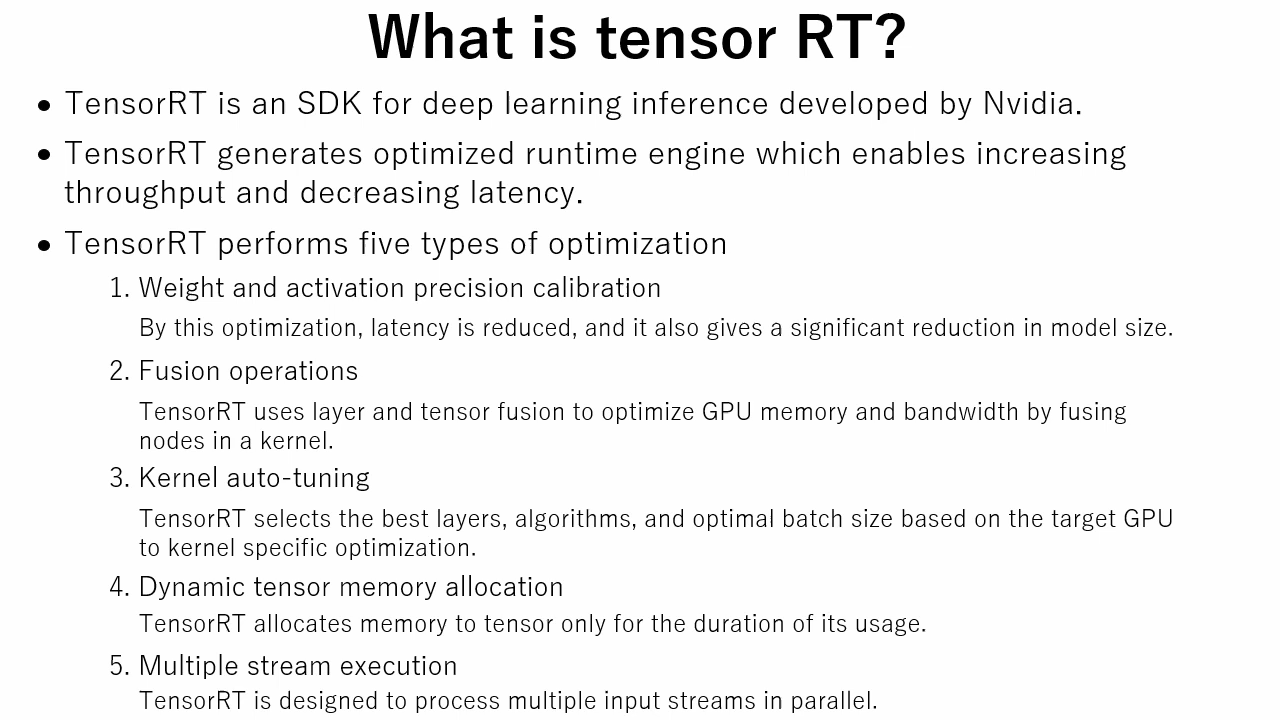 What is tensor RT?
• TensorRT is an SDK for deep learning inference developed by Nvidia.
• TensorRT generates optimized runtime engine which enables increasing
throughput and decreasing latency.
• TensorRT performs five types of optimization
1. Weight and activation precision calibration
By this optimization, latency is reduced, and it also gives a significant reduction in model size.
2. Fusion operations
TensorRT uses layer and tensor fusion to optimize GPU memory and bandwidth by fusing
nodes in a kernel.
3. Kernel auto-tuning
TensorRT selects the best layers, algorithms, and optimal batch size based on the target GPU
to kernel specific optimization.
4. Dynamic tensor memory allocation
TensorRT allocates memory to tensor only for the duration of its usage.
5. Multiple stream execution
TensorRT is designed to process multiple input streams in parallel.